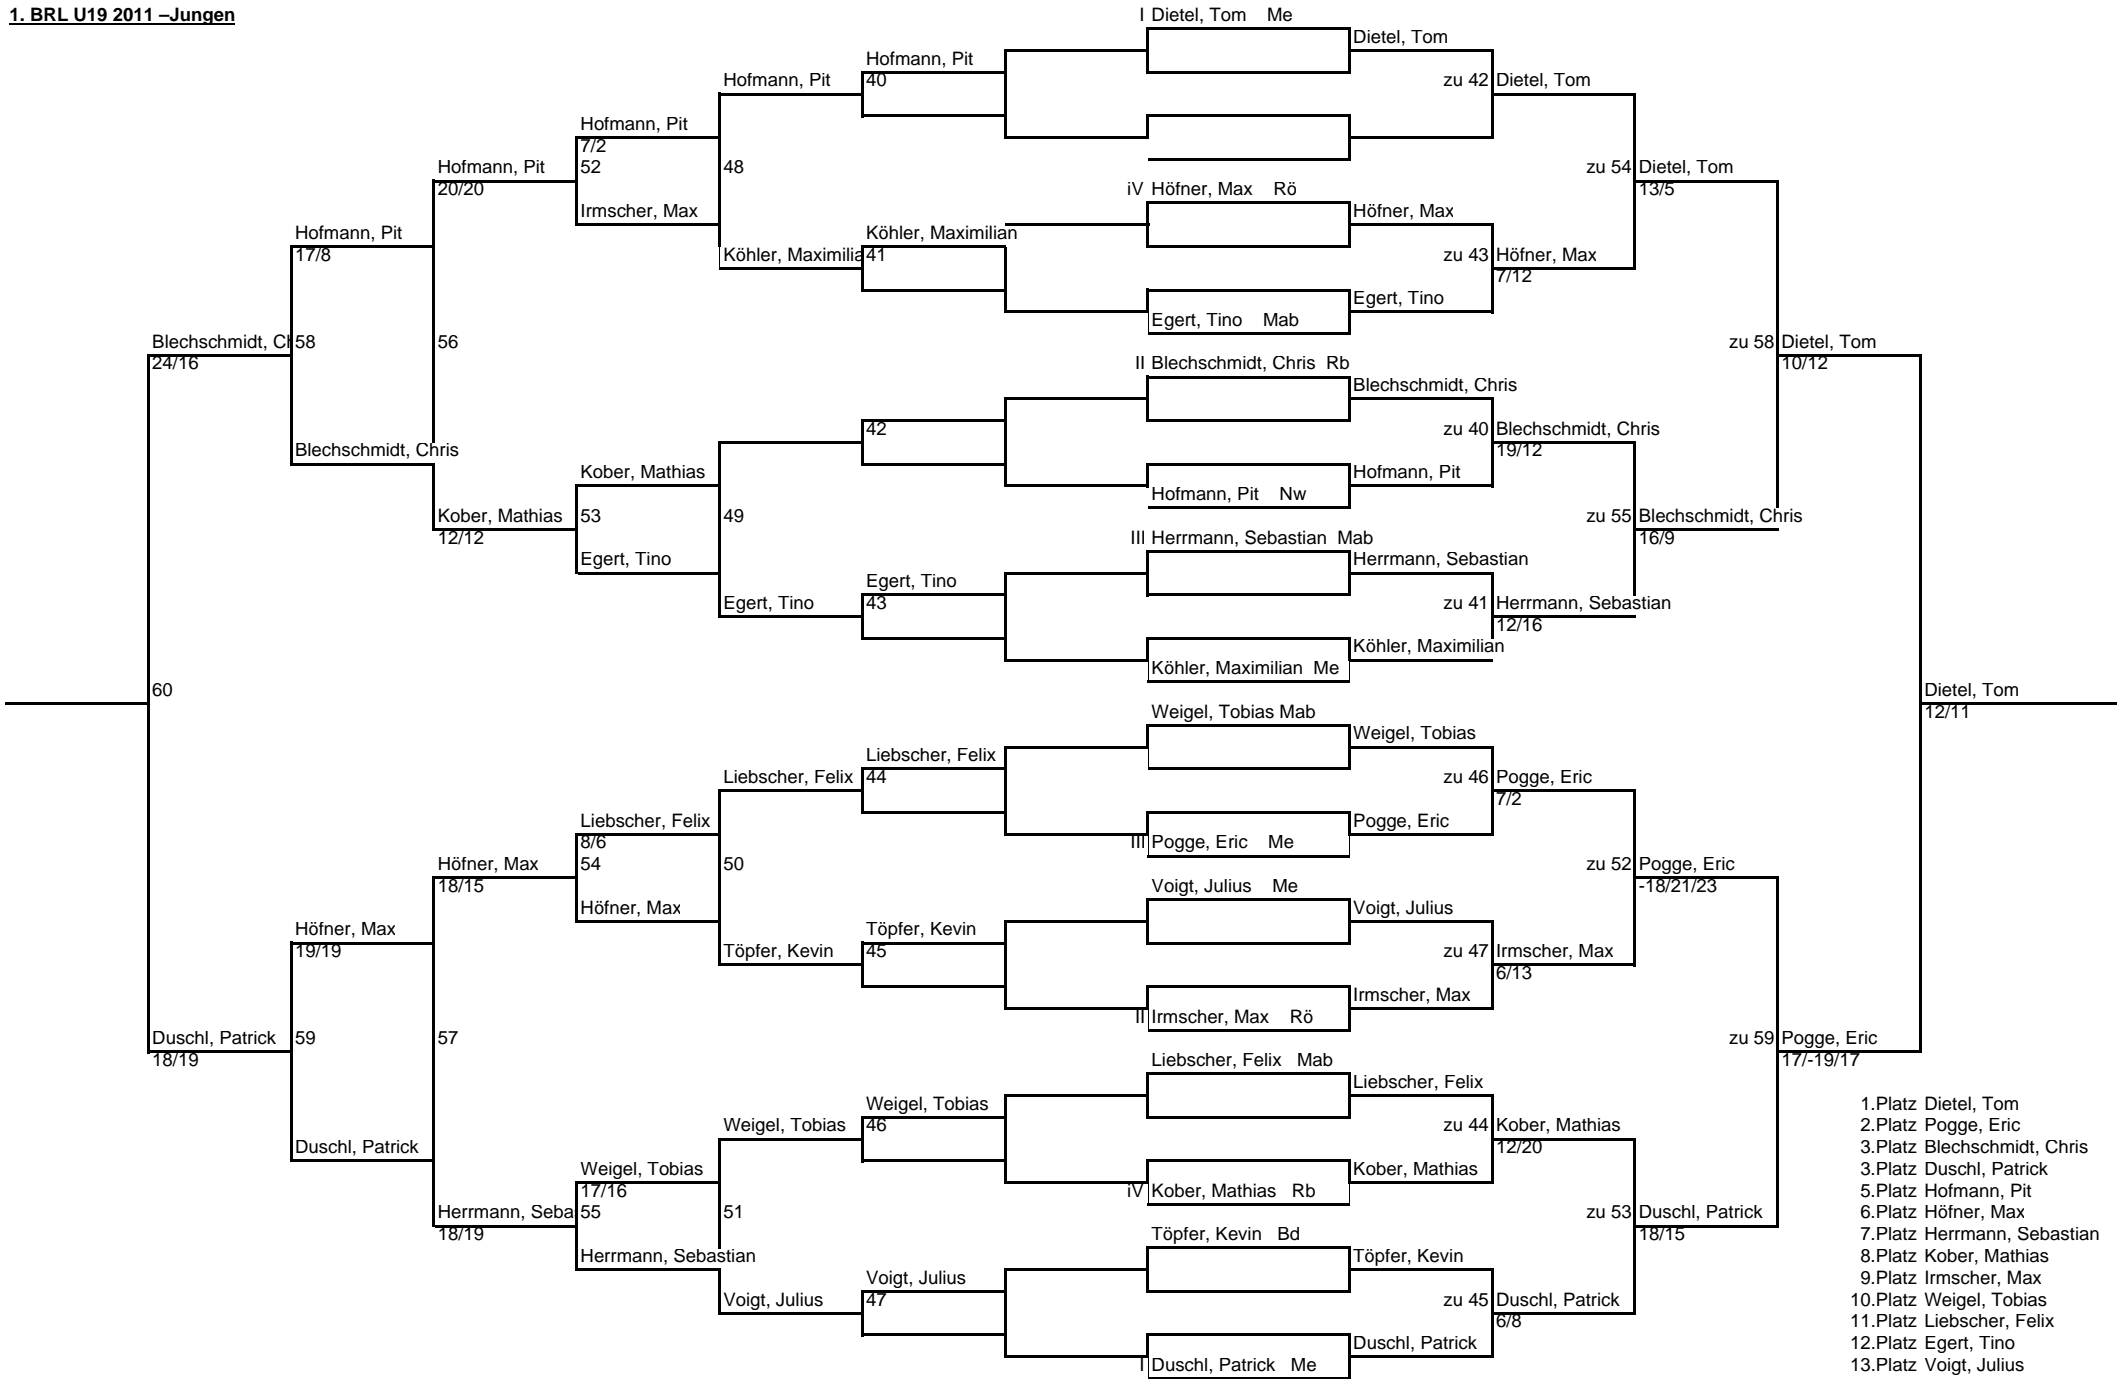 1. BRL U19 2011 –Jungen
I Dietel, Tom Me
Dietel, Tom
Hofmann, Pit
40
Hofmann, Pit
zu 42 Dietel, Tom
Hofmann, Pit
7/2
52
48
Hofmann, Pit
20/20
zu 54 Dietel, Tom
13/5
iV Höfner, Max Rö
Irmscher, Max
Höfner, Max
Hofmann, Pit
17/8
Köhler, Maximilian
41
Köhler, Maximilia
zu 43 Höfner, Max
7/12
Egert, Tino
Egert, Tino Mab
Blechschmidt, Ch
24/16
58
56
zu 58 Dietel, Tom
10/12
II Blechschmidt, Chris Rb
Blechschmidt, Chris
42
zu 40 Blechschmidt, Chris
19/12
Blechschmidt, Chris
Kober, Mathias
Hofmann, Pit
Hofmann, Pit Nw
Kober, Mathias
12/12
53
49
zu 55 Blechschmidt, Chris
16/9
III Herrmann, Sebastian Mab
Egert, Tino
Herrmann, Sebastian
Egert, Tino
43
Egert, Tino
zu 41 Herrmann, Sebastian
12/16
Köhler, Maximilian
Köhler, Maximilian Me
60
Dietel, Tom
12/11
Weigel, Tobias Mab
Weigel, Tobias
Liebscher, Felix
44
Liebscher, Felix
zu 46 Pogge, Eric
7/2
Liebscher, Felix
8/6
Pogge, Eric
III Pogge, Eric Me
Höfner, Max
18/15
54
50
zu 52 Pogge, Eric
-18/21/23
Voigt, Julius Me
Höfner, Max
Voigt, Julius
Höfner, Max
19/19
Töpfer, Kevin
45
Töpfer, Kevin
zu 47 Irmscher, Max
6/13
Irmscher, Max
II Irmscher, Max Rö
Duschl, Patrick
18/19
59
57
zu 59 Pogge, Eric
17/-19/17
Liebscher, Felix Mab
Liebscher, Felix
Weigel, Tobias
46
Weigel, Tobias
zu 44 Kober, Mathias
12/20
Duschl, Patrick
Weigel, Tobias
17/16
Kober, Mathias
iV Kober, Mathias Rb
Herrmann, Seba
18/19
55
51
zu 53 Duschl, Patrick
18/15
Töpfer, Kevin Bd
Herrmann, Sebastian
Töpfer, Kevin
Voigt, Julius
47
Voigt, Julius
zu 45 Duschl, Patrick
6/8
Duschl, Patrick
I Duschl, Patrick Me
1.Platz Dietel, Tom
2.Platz Pogge, Eric
3.Platz Blechschmidt, Chris
3.Platz Duschl, Patrick
5.Platz Hofmann, Pit
6.Platz Höfner, Max
7.Platz Herrmann, Sebastian
8.Platz Kober, Mathias
9.Platz Irmscher, Max
10.Platz Weigel, Tobias
11.Platz Liebscher, Felix
12.Platz Egert, Tino
13.Platz Voigt, Julius